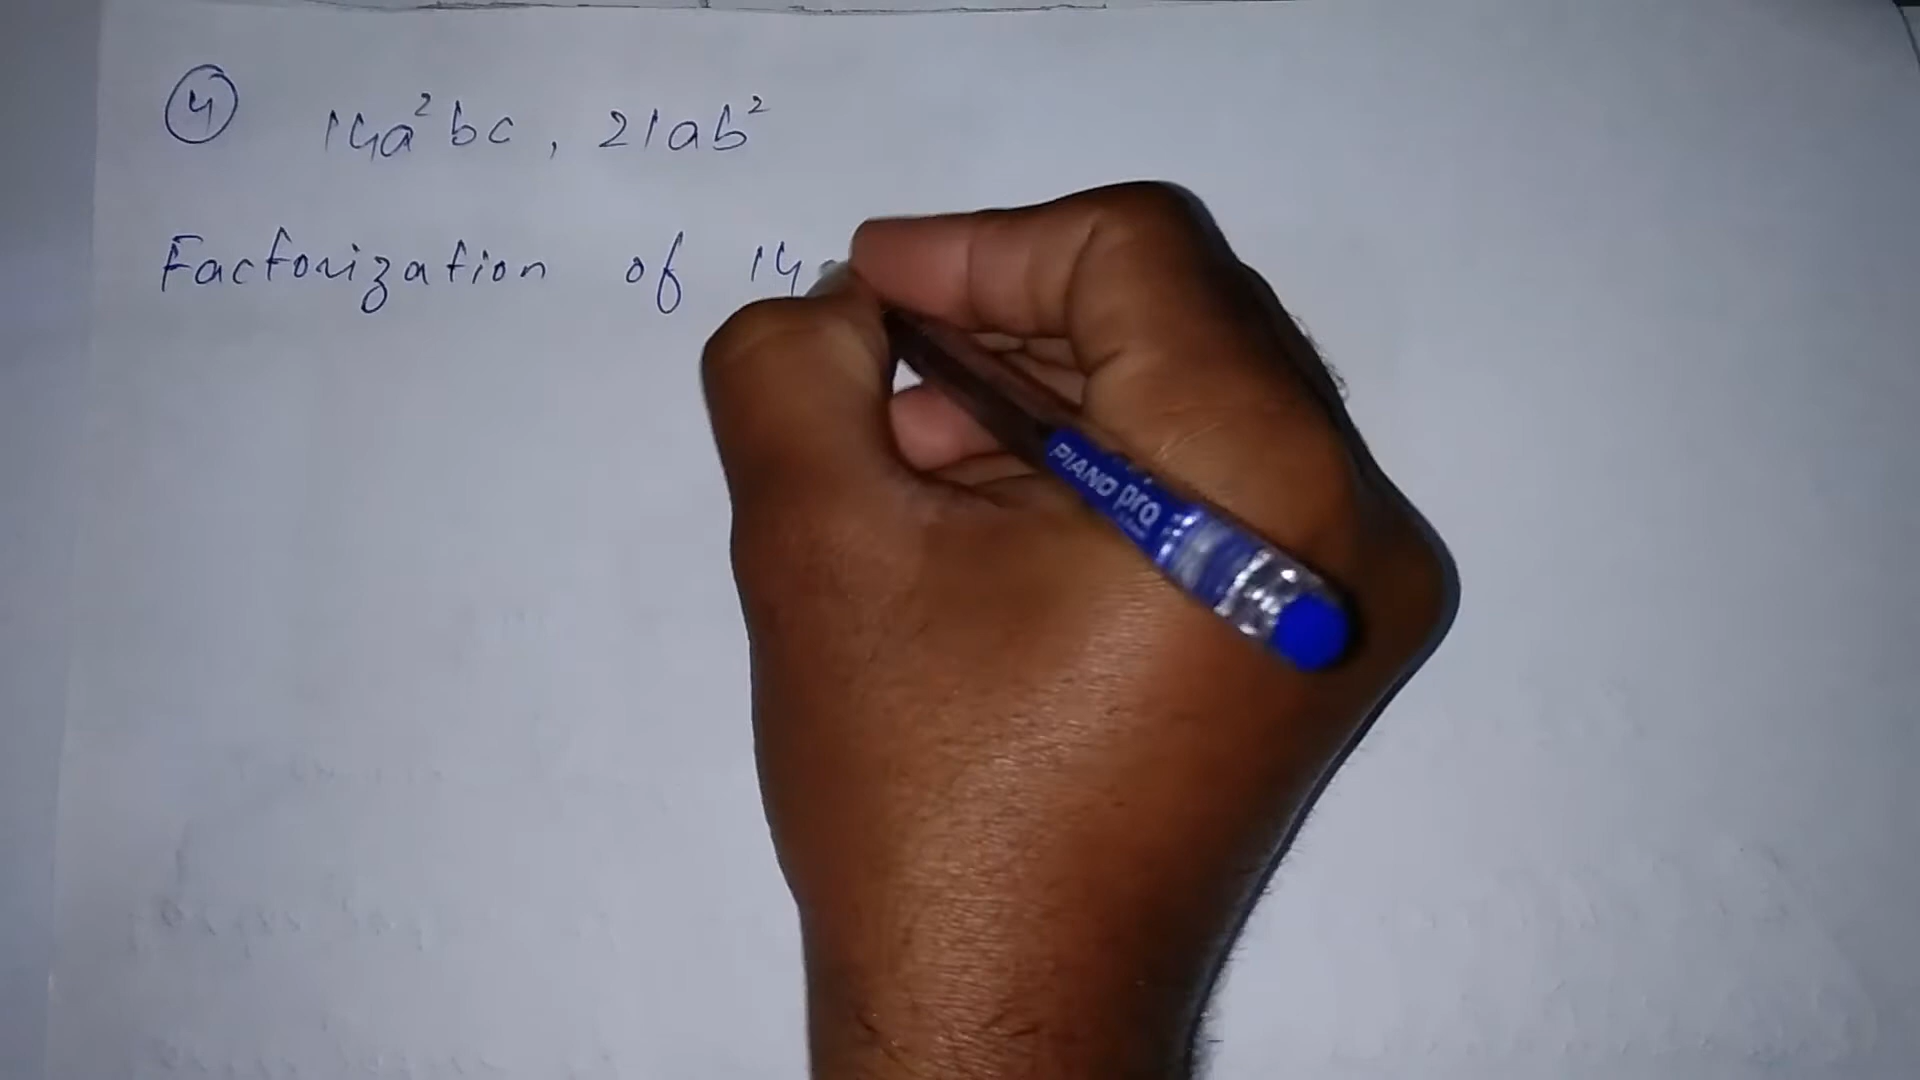 4 14a²bc, 21ab²
Factorization of 14
PIANO pro